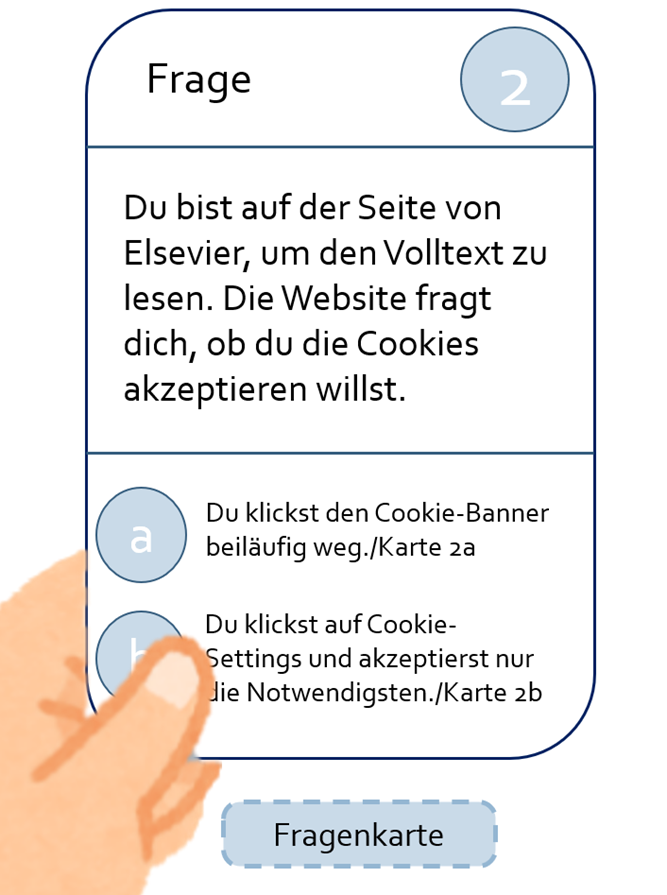 Frage
2
Du bist auf der Seite von
Elsevier, um den Volltext zu
lesen. Die Website fragt
dich, ob du die Cookies
akzeptieren willst.
a
Du klickst den Cookie-Banner
beiläufig weg./Karte 2a
b
Du klickst auf Cookie-
Settings und akzeptierst nur
die Notwendigsten./Karte 2b
Fragenkarte